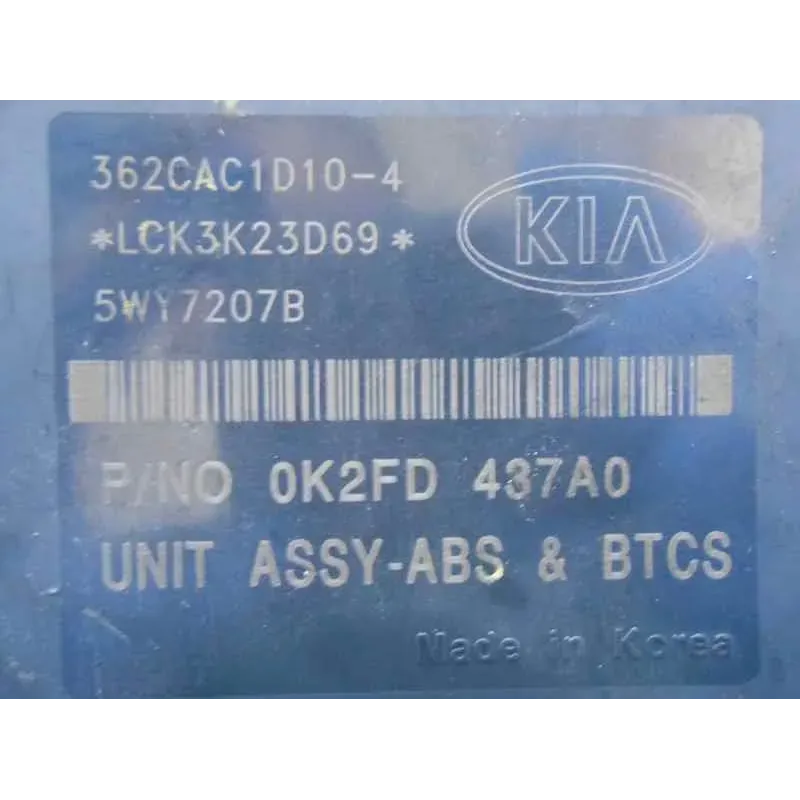 362CAC1D10-4
*LCK3K23D69*
KIA
5WY7207B
P/NO 0K2FD 437A0
UNIT ASSY-ABS & BTCS
Made in Korea